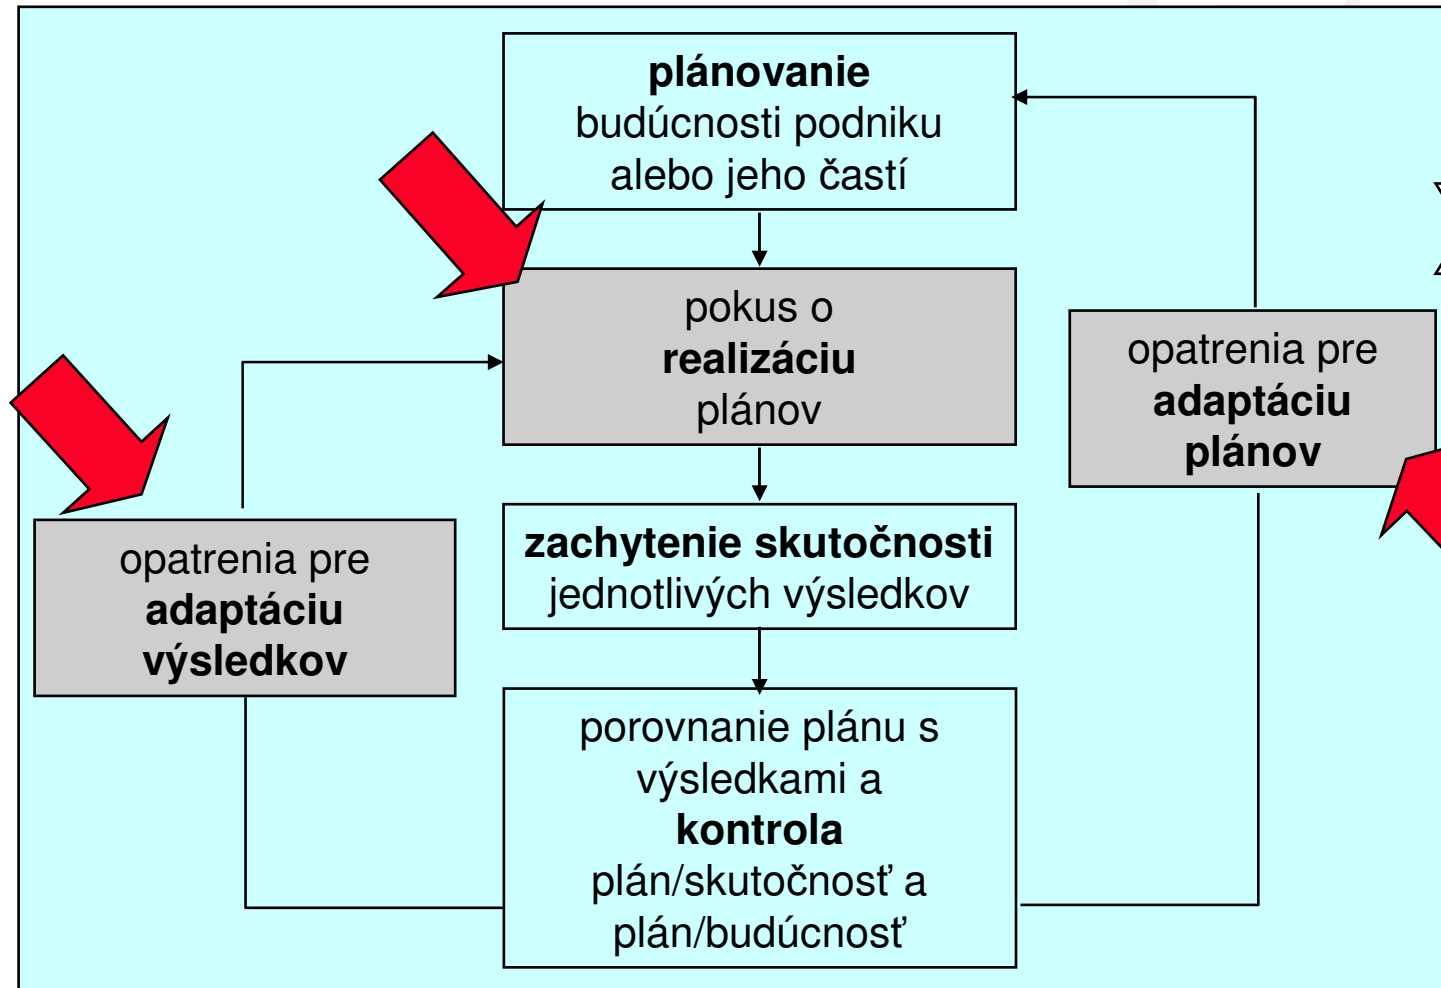 plánovanie
budúcnosti podniku
alebo jeho častí
pokus o
realizáciu
plánov
opatrenia pre
adaptáciu
plánov
zachytenie skutočnosti
jednotlivých výsledkov
opatrenia pre
adaptáciu
výsledkov
porovnanie plánu s
výsledkami a
kontrola
plán/skutočnosť a
plán/budúcnosť